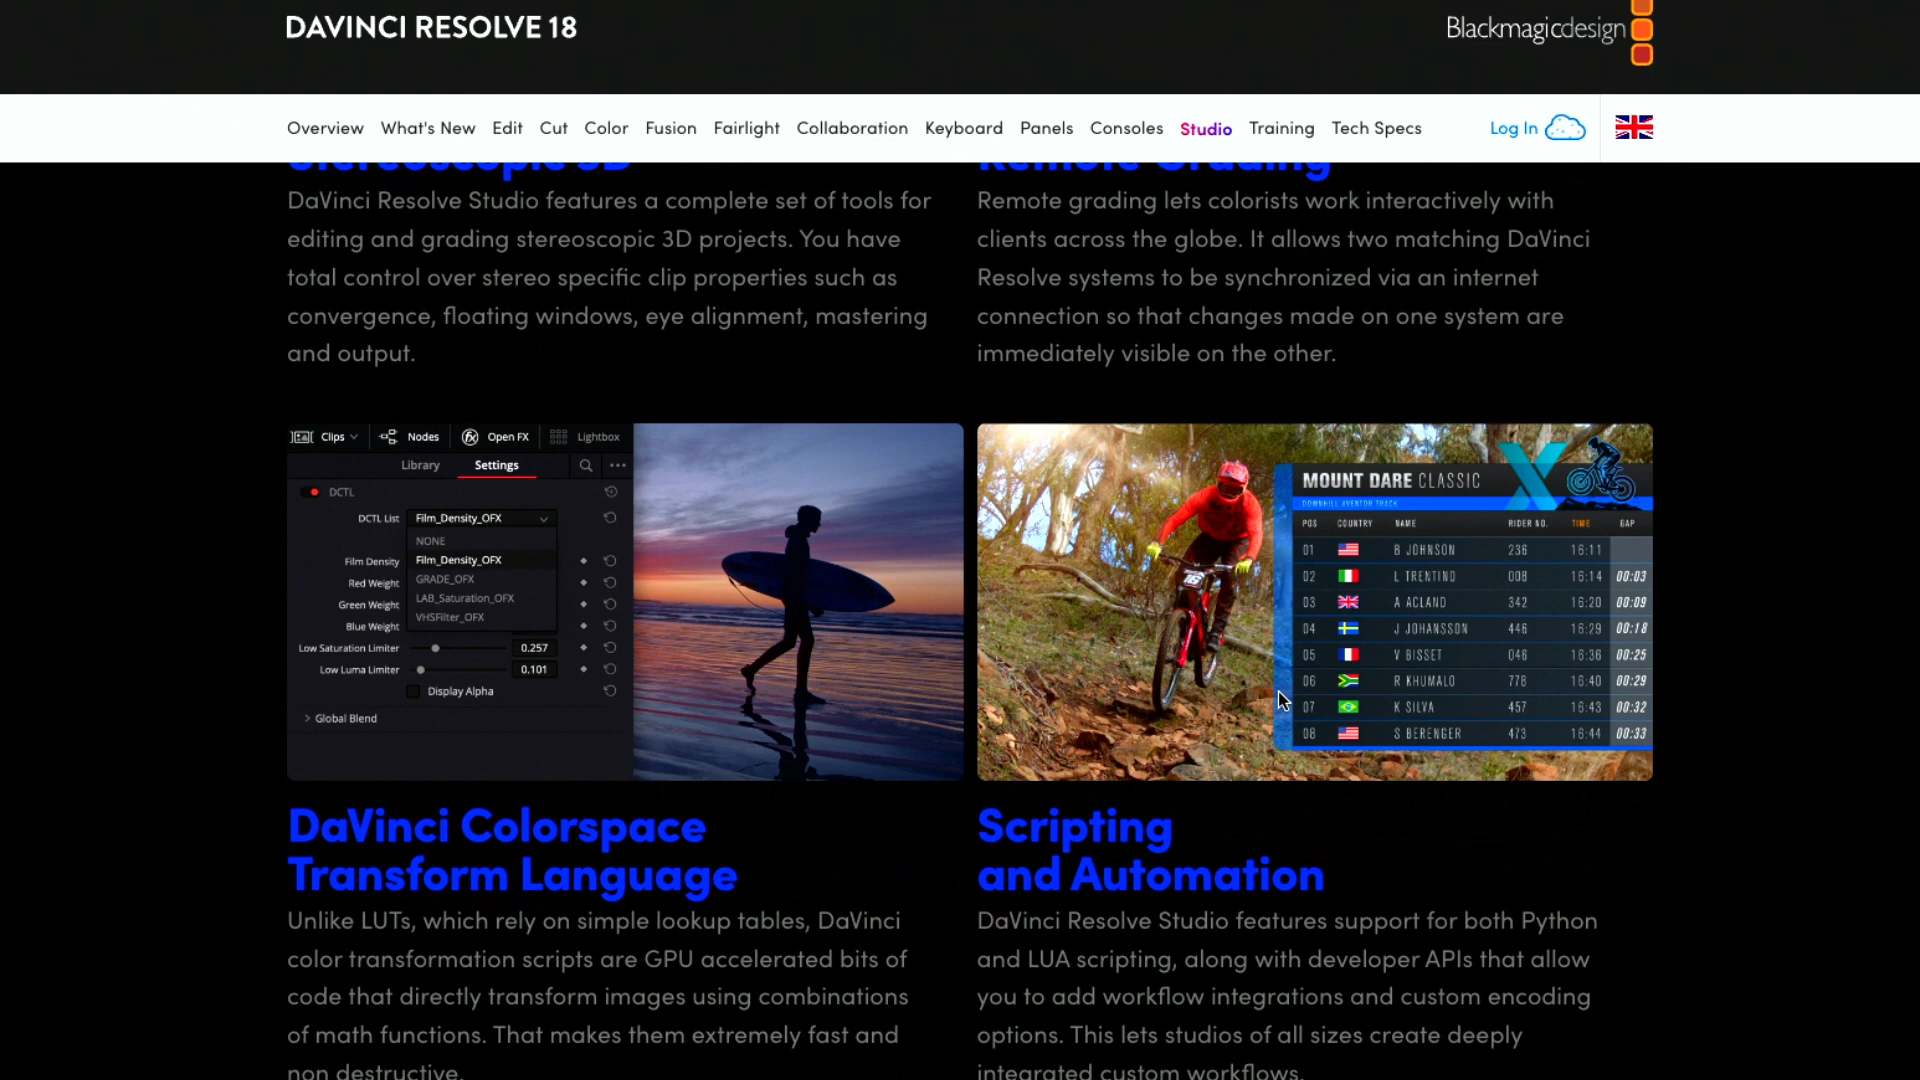 DAVINCI RESOLVE 18
Blackmagicdesign
Overview What's New Edit Cut Color Fusion Fairlight Collaboration Keyboard Panels Consoles Studio Training Tech Specs Log In
Stereoscopic 3D
DaVinci Resolve Studio features a complete set of tools for
editing and grading stereoscopic 3D projects. You have
total control over stereo specific clip properties such as
convergence, floating windows, eye alignment, mastering
and output.
Remote Grading
Remote grading lets colorists work interactively with
clients across the globe. It allows two matching DaVinci
Resolve systems to be synchronized via an internet
connection so that changes made on one system are
immediately visible on the other.
Clips Nodes Open FX Lightbox
Library Settings
DCTL
DCTL List Film_Density_OFX
NONE
Film Density Film_Density_OFX
Red Weight GRADE_OFX
Green Weight LAB_Saturation_OFX
Blue Weight VHSFilter_OFX
Low Saturation Limiter 0.257
Low Luma Limiter 0.101
Display Alpha
Global Blend
MOUNT DARE CLASSIC
DOWNHILL AVENTOR TRACK
POS COUNTRY NAME RIDER NO. TIME GAP
01 B JOHNSON 236 16:11
02 L TRENTINO 008 16:14 00:03
03 A ACLAND 342 16:20 00:09
04 J JOHANSSON 446 16:29 00:18
05 V BISSET 046 16:36 00:25
06 R KHUMALO 778 16:40 00:29
07 K SILVA 457 16:43 00:32
08 S BERENGER 473 16:44 00:33
16
DaVinci Colorspace
Transform Language
Unlike LUTs, which rely on simple lookup tables, DaVinci
color transformation scripts are GPU accelerated bits of
code that directly transform images using combinations
of math functions. That makes them extremely fast and
non destructive.
Scripting
and Automation
DaVinci Resolve Studio features support for both Python
and LUA scripting, along with developer APIs that allow
you to add workflow integrations and custom encoding
options. This lets studios of all sizes create deeply
integrated custom workflows.